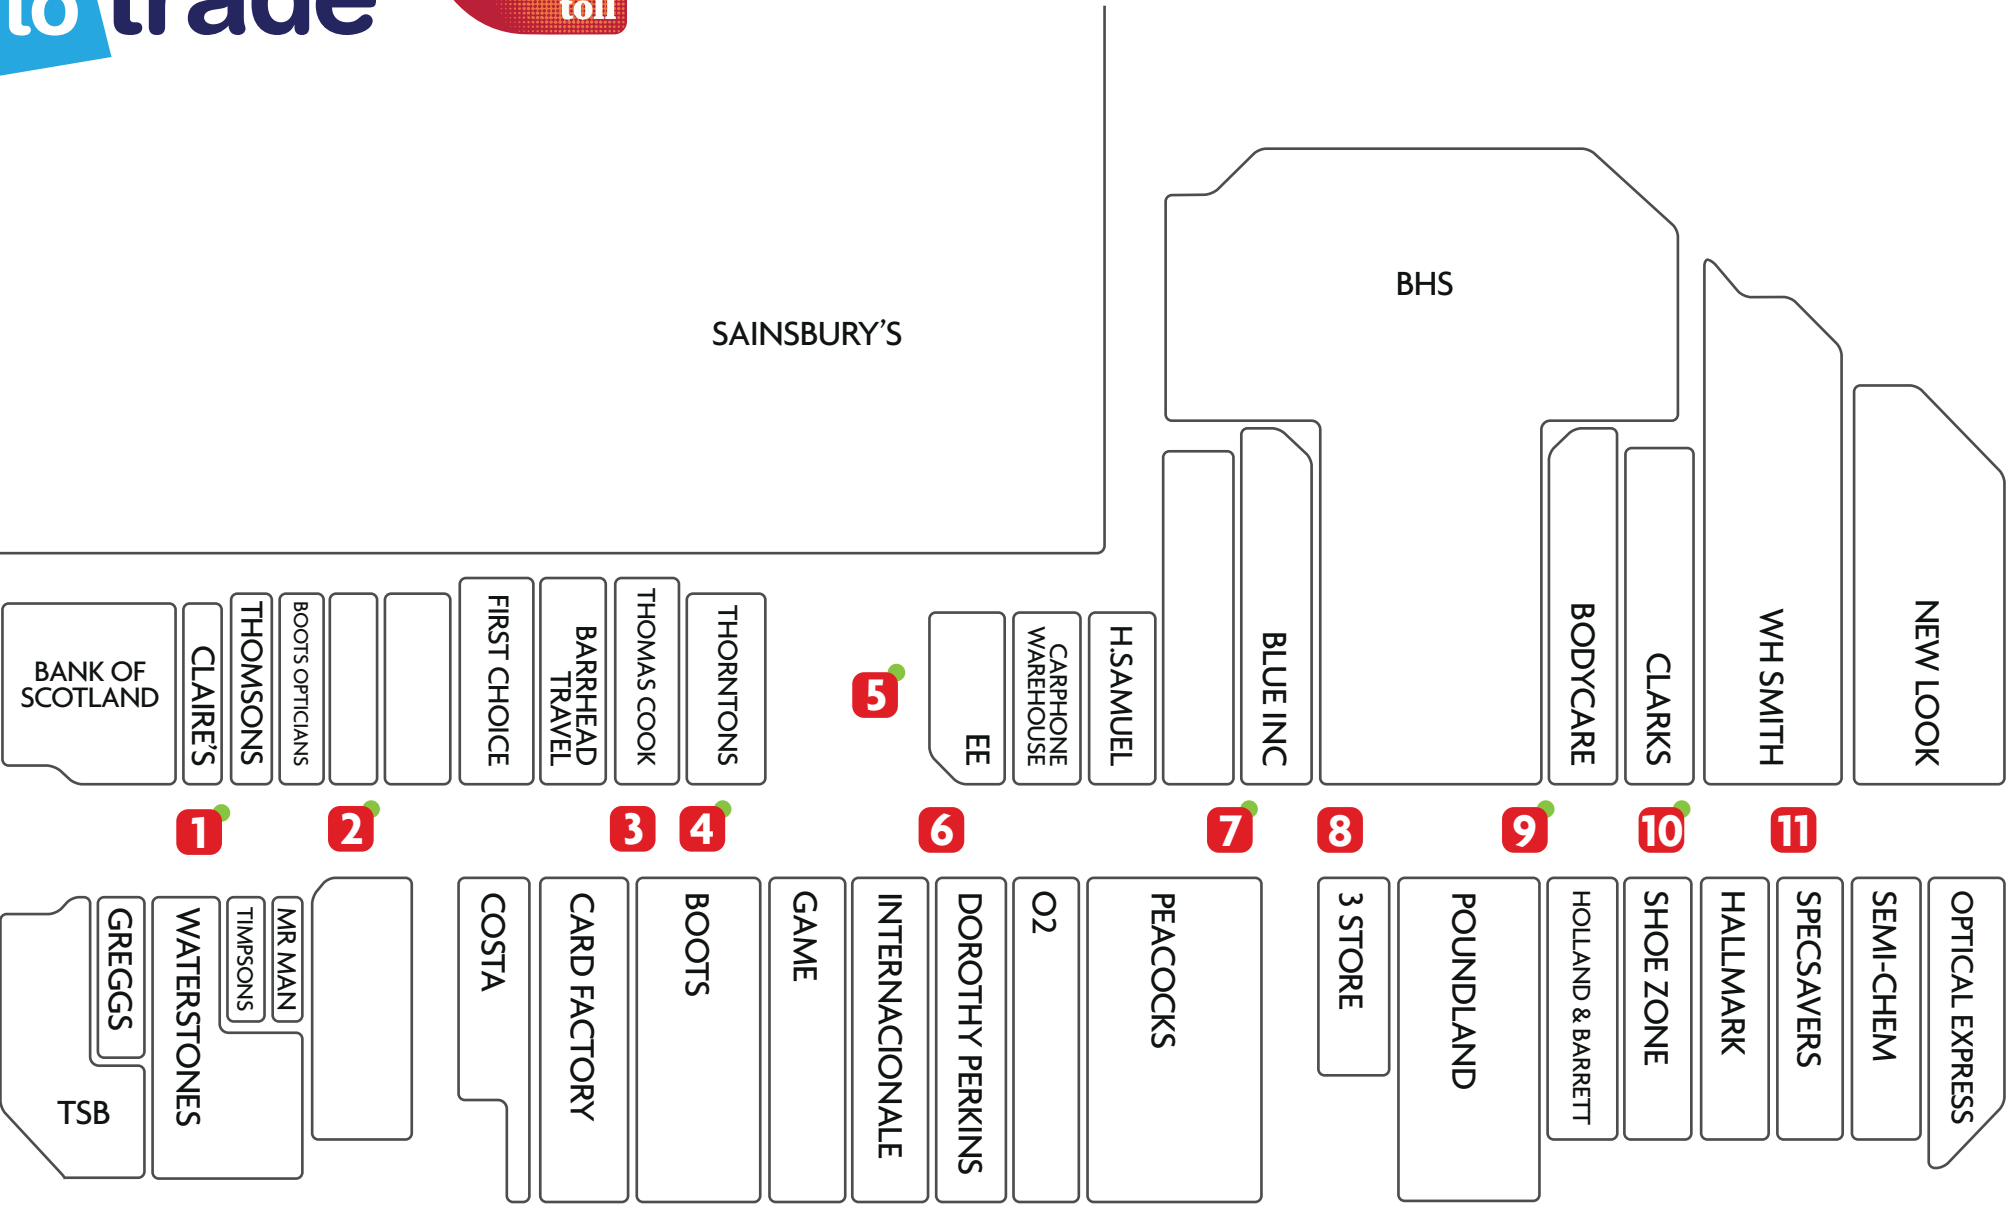 to trade
toll
SAINSBURY'S
BHS
BANK OF
SCOTLAND
CLAIRE'S
THOMSONS
BOOTS OPTICIANS
FIRST CHOICE
BARRHEAD
TRAVEL
THOMAS COOK
THORNTONS
5
EE
CARPHONE
WAREHOUSE
H.SAMUEL
BLUE INC
BODYCARE
CLARKS
WH SMITH
NEW LOOK
1
2
3
4
6
7
8
9
10
11
TSB
GREGGS
WATERSTONES
TIMPSONS
MR MAN
COSTA
CARD FACTORY
BOOTS
GAME
INTERNACIONALE
DOROTHY PERKINS
O2
PEACOCKS
3 STORE
POUNDLAND
HOLLAND & BARRETT
SHOE ZONE
HALLMARK
SPECSAVERS
SEMI-CHEM
OPTICAL EXPRESS